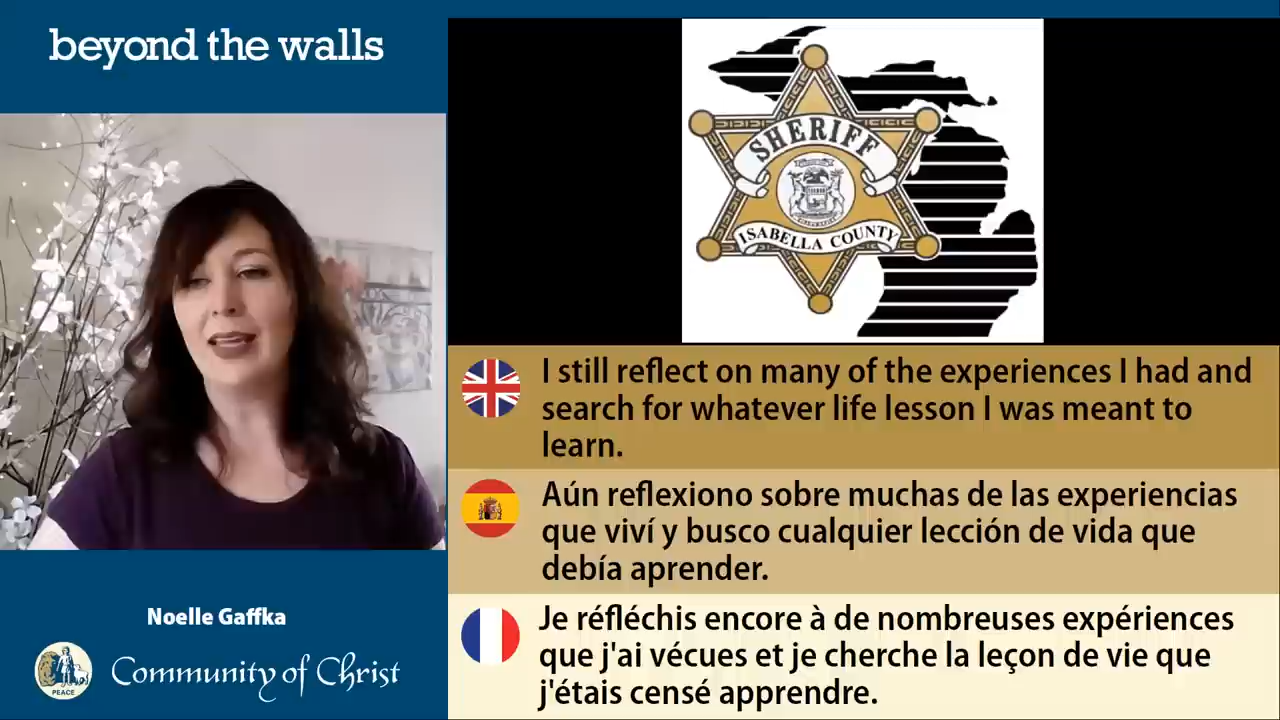 beyond the walls
SHERIFF
ISABELLA COUNTY
I still reflect on many of the experiences I had and
search for whatever life lesson I was meant to
learn.
Aún reflexiono sobre muchas de las experiencias
que viví y busco cualquier lección de vida que
debía aprender.
Je réfléchis encore à de nombreuses expériences
que j'ai vécues et je cherche la leçon de vie que
j'étais censé apprendre.
Noelle Gaffka
PEACE
Community of Christ